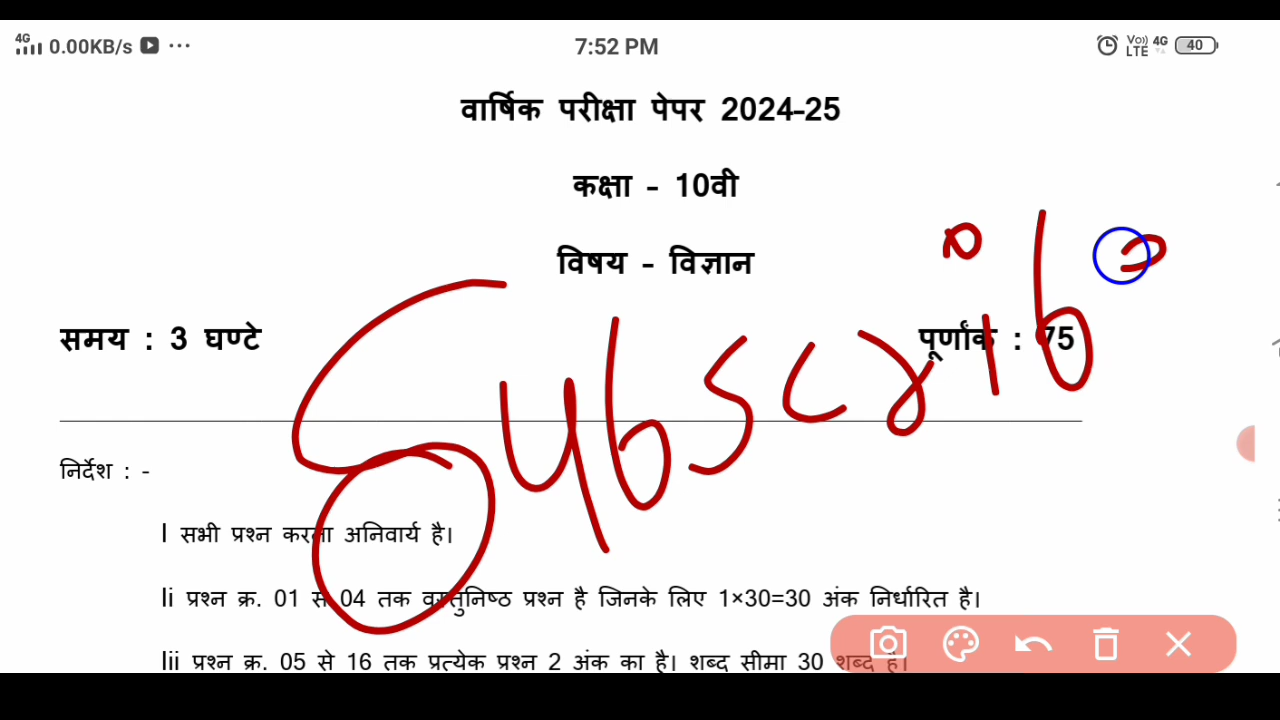 4G 0.00KB/s ... 7:52 PM Vo)) LTE 4G 40
वार्षिक परीक्षा पेपर 2024-25
कक्षा - 10वी
विषय - विज्ञान
समय : 3 घण्टे पूर्णांक : 75
निर्देश : -
I सभी प्रश्न करना अनिवार्य है।
Ii प्रश्न क्र. 01 से 04 तक वस्तुनिष्ठ प्रश्न है जिनके लिए 1×30=30 अंक निर्धारित है।
Iii प्रश्न क्र. 05 से 16 तक प्रत्येक प्रश्न 2 अंक का है। शब्द सीमा 30 शब्द है।